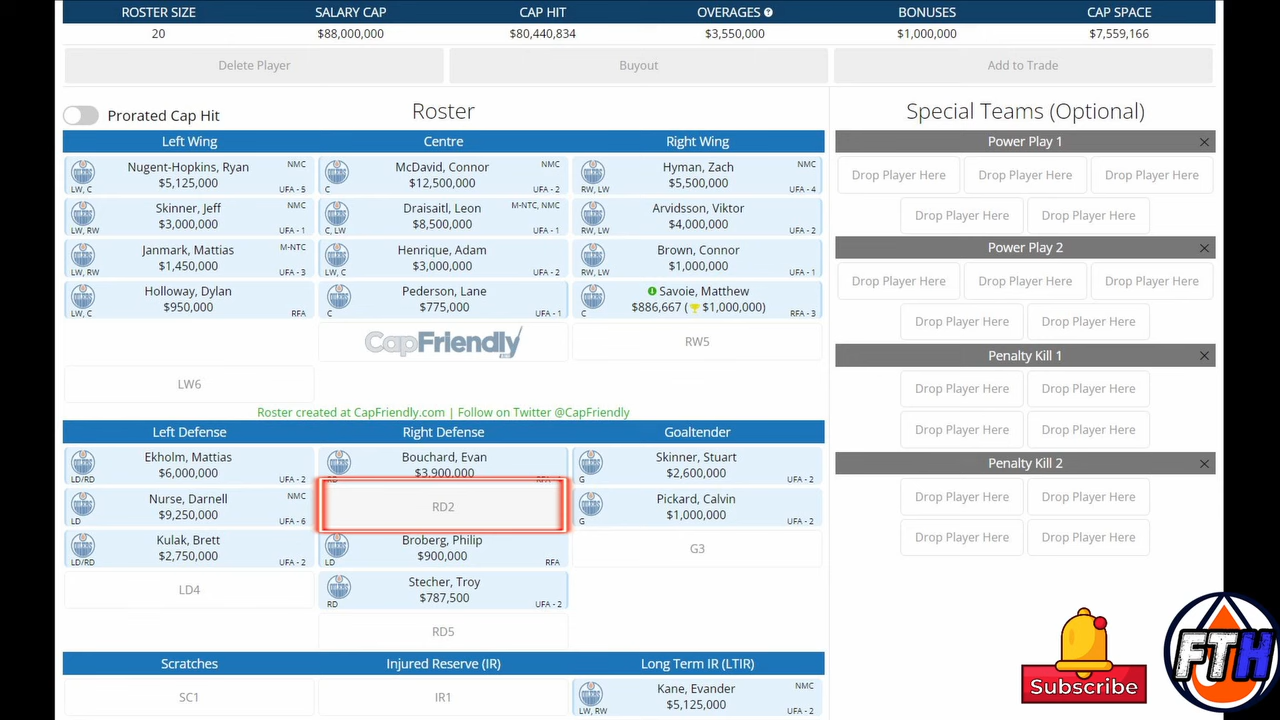 ROSTER SIZE SALARY CAP CAP HIT OVERAGES ? BONUSES CAP SPACE
20 $88,000,000 $80,440,834 $3,550,000 $1,000,000 $7,559,166
Delete Player Buyout Add to Trade
Prorated Cap Hit
Roster
Left Wing Centre Right Wing
Nugent-Hopkins, Ryan NMC
$5,125,000
LW, C UFA - 5
McDavid, Connor NMC
$12,500,000
C UFA - 2
Hyman, Zach NMC
$5,500,000
RW, LW UFA - 4
Skinner, Jeff NMC
$3,000,000
LW, RW UFA - 1
Draisaitl, Leon M-NTC, NMC
$8,500,000
C, LW UFA - 1
Arvidsson, Viktor
$4,000,000
RW, LW UFA - 2
Janmark, Mattias M-NTC
$1,450,000
LW, RW UFA - 3
Henrique, Adam
$3,000,000
LW, C UFA - 2
Brown, Connor
$1,000,000
RW, LW UFA - 1
Holloway, Dylan
$950,000
LW, C RFA
Pederson, Lane
$775,000
C UFA - 1
Savoie, Matthew
$886,667 ( $1,000,000)
C RFA - 3
CapFriendly
RW5
LW6
Roster created at CapFriendly.com | Follow on Twitter @CapFriendly
Left Defense Right Defense Goaltender
Ekholm, Mattias
$6,000,000
LD/RD UFA - 2
Bouchard, Evan
$3,900,000
Skinner, Stuart
$2,600,000
G UFA - 2
Nurse, Darnell NMC
$9,250,000
LD UFA - 6
RD2
Pickard, Calvin
$1,000,000
G UFA - 2
Kulak, Brett
$2,750,000
LD/RD UFA - 2
Broberg, Philip
$900,000
LD RFA
G3
LD4
Stecher, Troy
$787,500
RD UFA - 2
RD5
Scratches Injured Reserve (IR) Long Term IR (LTIR)
SC1
IR1
Kane, Evander NMC
$5,125,000
LW, RW UFA - 2
Special Teams (Optional)
Power Play 1 ×
Drop Player Here Drop Player Here Drop Player Here
Drop Player Here Drop Player Here
Power Play 2 ×
Drop Player Here Drop Player Here Drop Player Here
Drop Player Here Drop Player Here
Penalty Kill 1 ×
Drop Player Here Drop Player Here
Drop Player Here Drop Player Here
Penalty Kill 2 ×
Drop Player Here Drop Player Here
Drop Player Here Drop Player Here
Subscribe
FTH